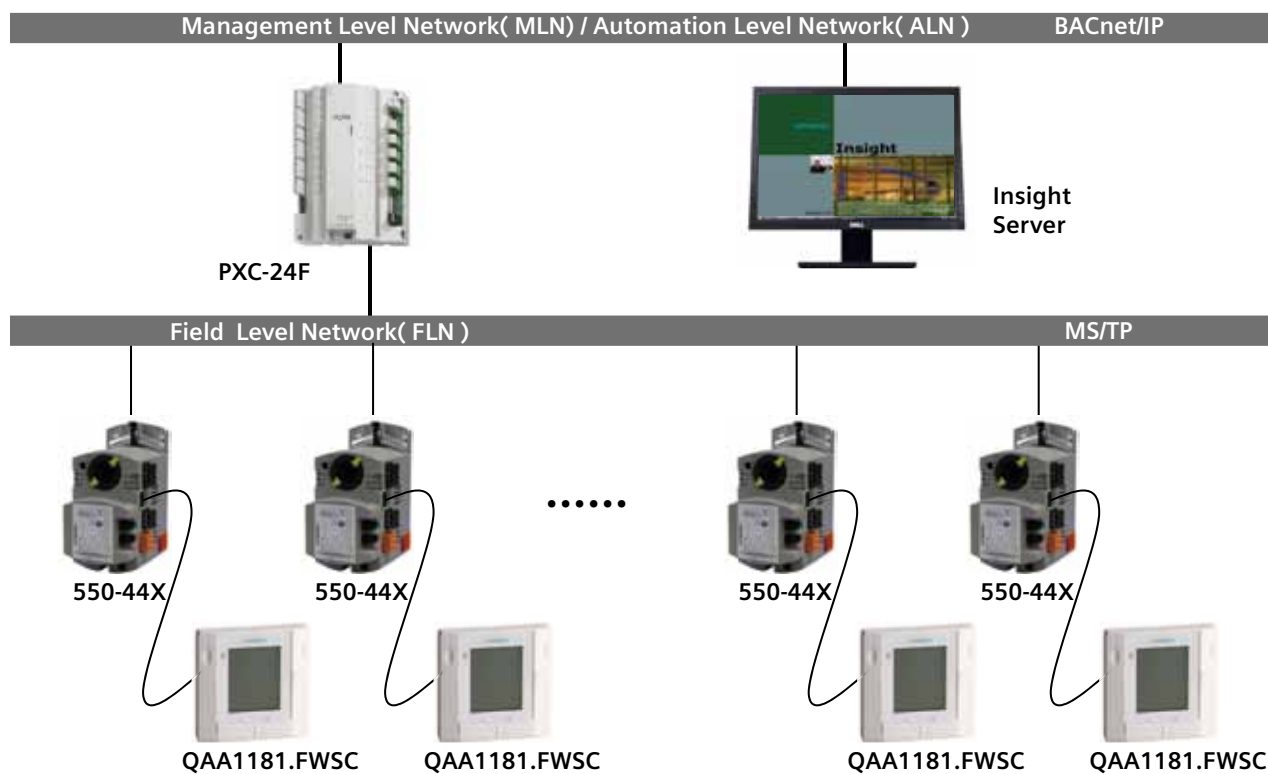 Management Level Network( MLN) / Automation Level Network( ALN )
BACnet/IP
Insight
Insight
Server
PXC-24F
Field Level Network( FLN )
MS/TP
......
550-44X
550-44X
550-44X
550-44X
QAA1181.FWSC
QAA1181.FWSC
QAA1181.FWSC
QAA1181.FWSC